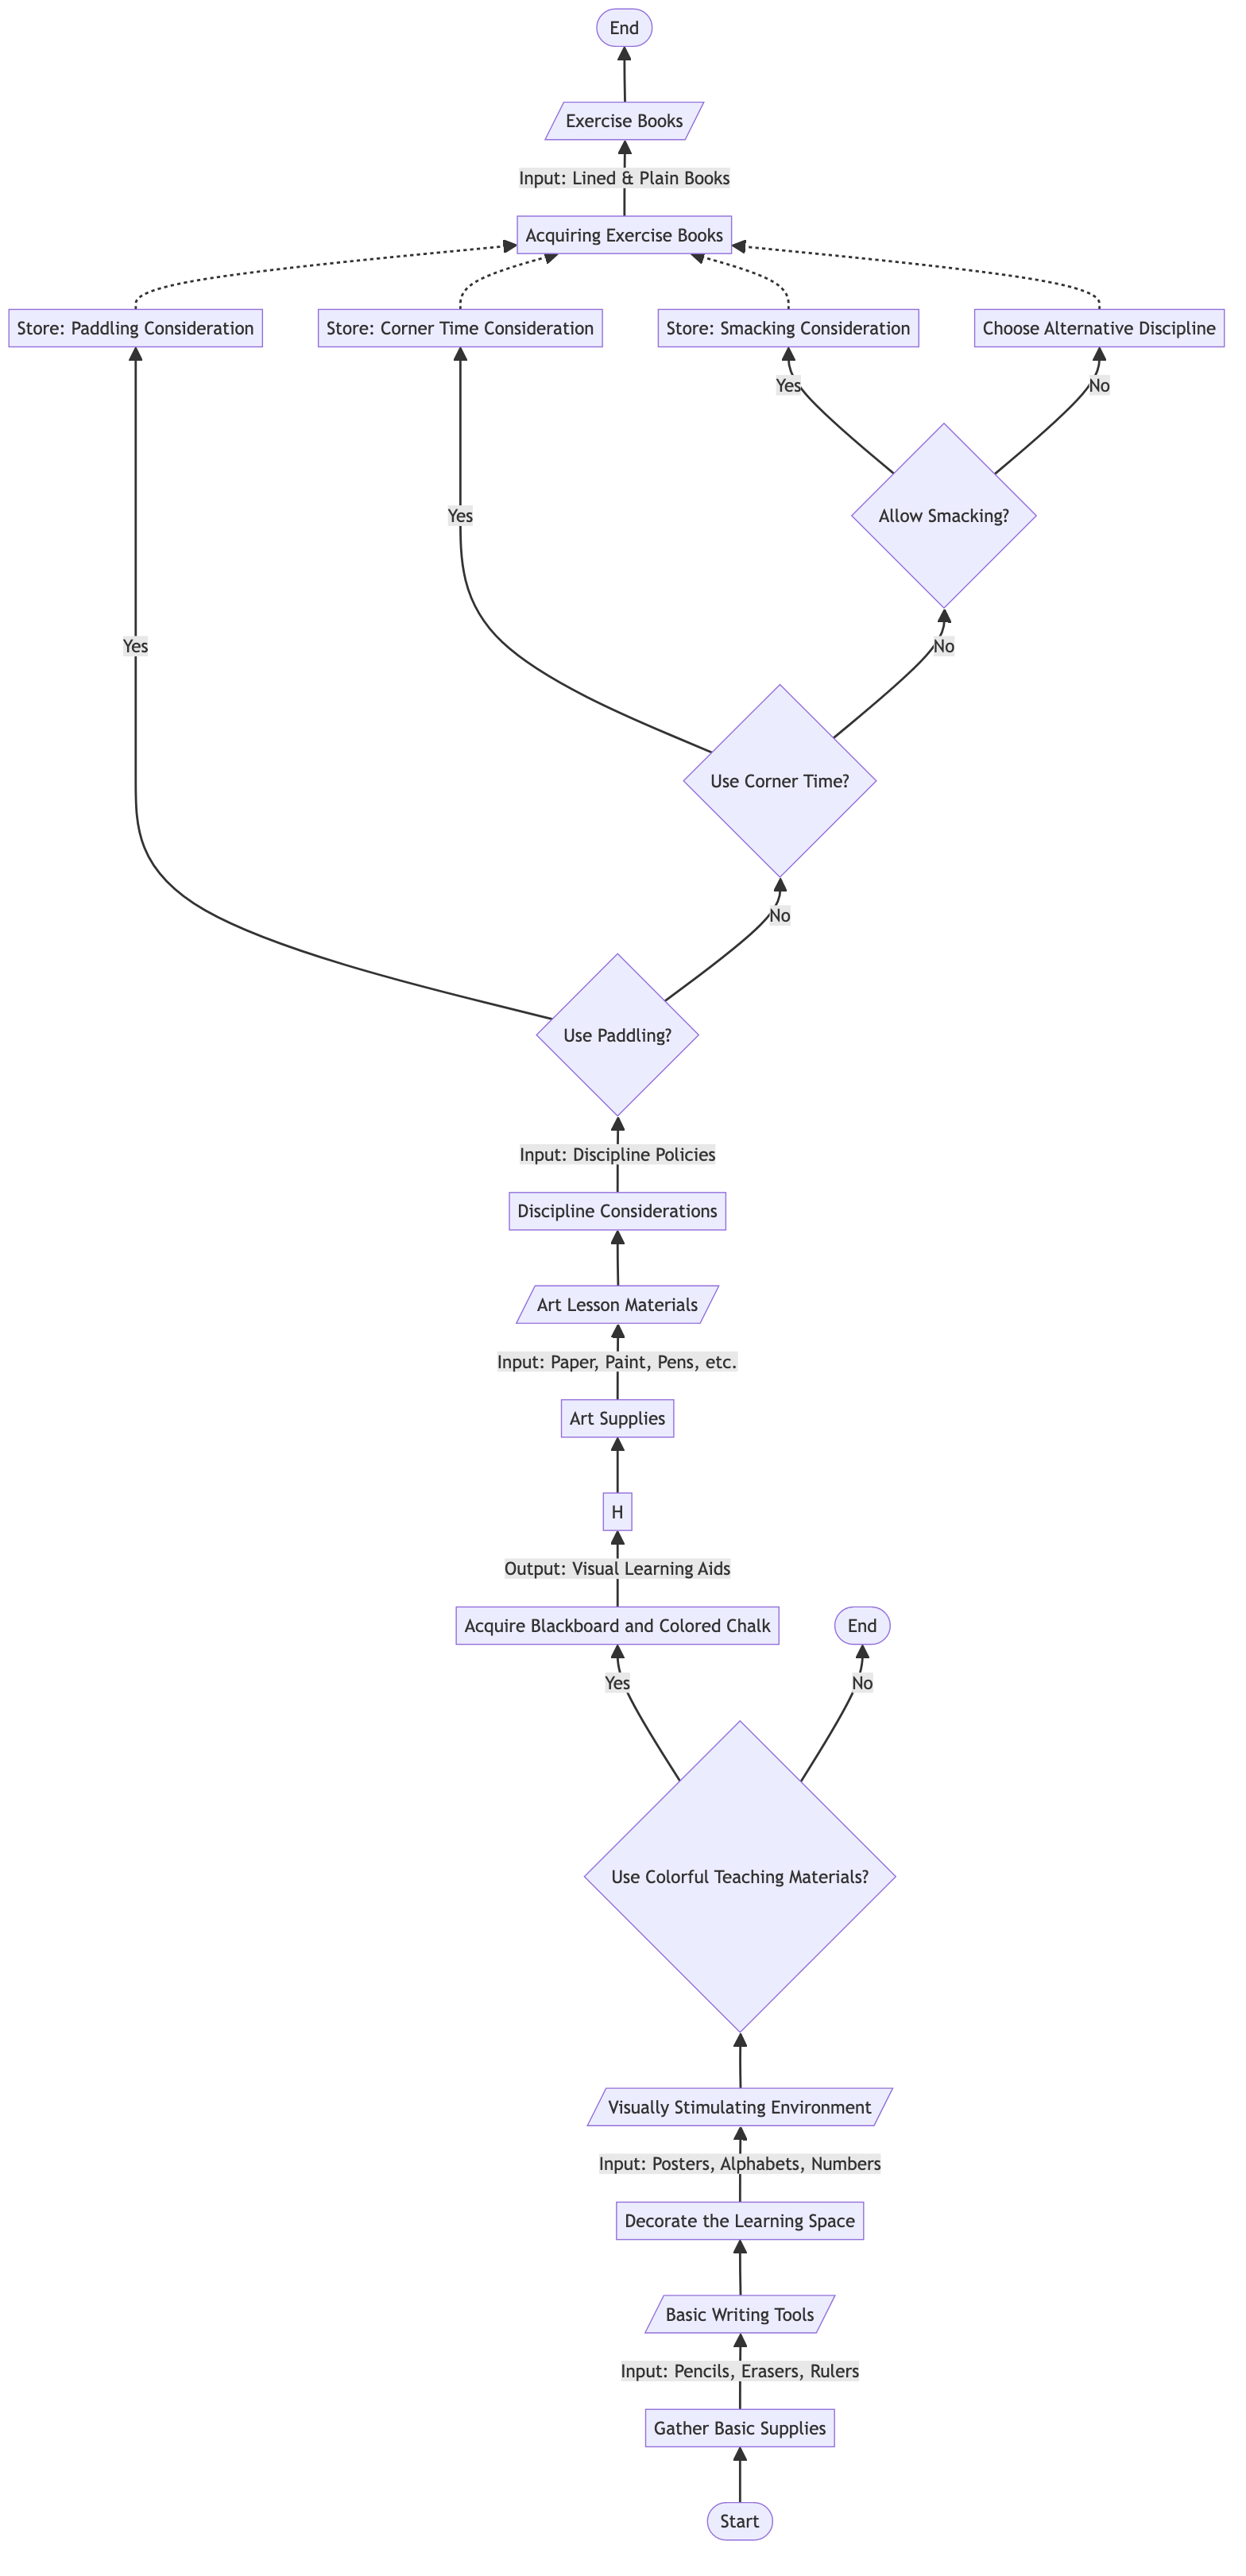 End
Exercise Books
Input: Lined & Plain Books
Acquiring Exercise Books
Store: Paddling Consideration
Store: Corner Time Consideration
Store: Smacking Consideration
Choose Alternative Discipline
Yes
No
Allow Smacking?
Yes
Yes
No
Use Corner Time?
No
Use Paddling?
Input: Discipline Policies
Discipline Considerations
Art Lesson Materials
Input: Paper, Paint, Pens, etc.
Art Supplies
H
Output: Visual Learning Aids
Acquire Blackboard and Colored Chalk
End
Yes
No
Use Colorful Teaching Materials?
Visually Stimulating Environment
Input: Posters, Alphabets, Numbers
Decorate the Learning Space
Basic Writing Tools
Input: Pencils, Erasers, Rulers
Gather Basic Supplies
Start